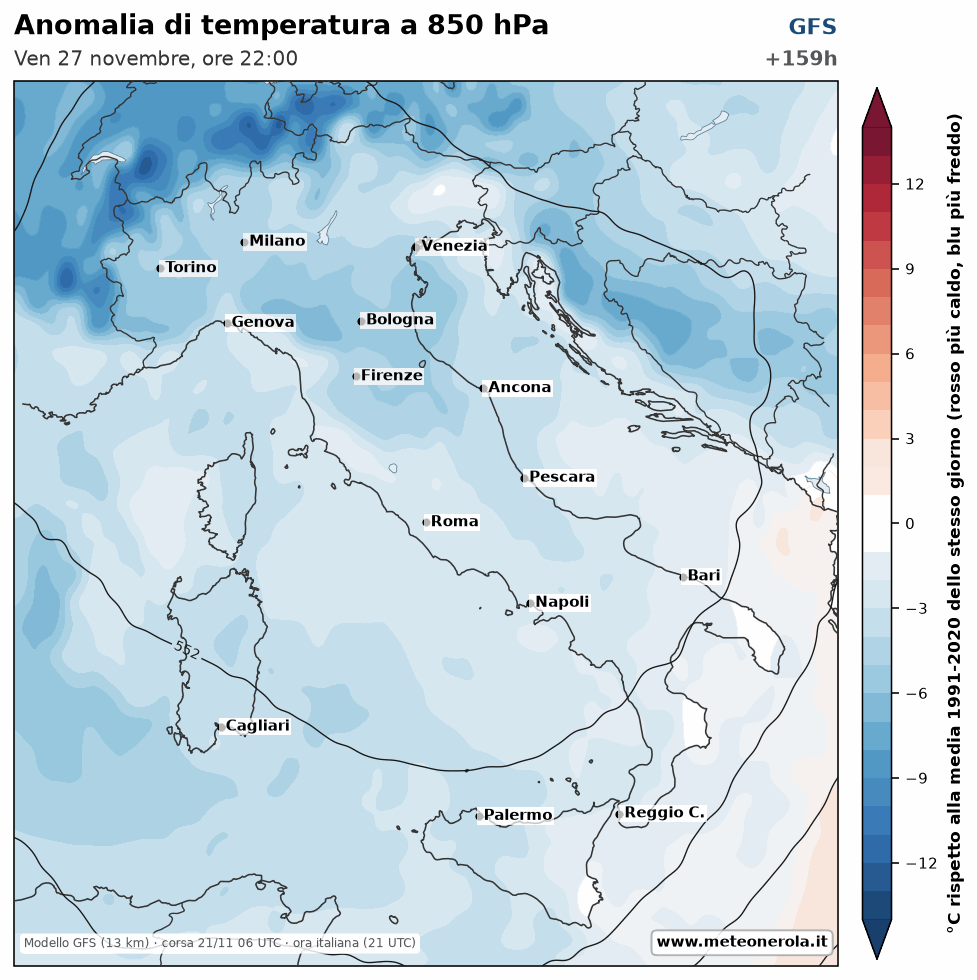 Anomalia di temperatura a 850 hPa
GFS
Ven 27 novembre, ore 22:00
+159h
Milano
Venezia
Torino
Genova
Bologna
Firenze
Ancona
Pescara
Roma
Bari
Napoli
552
Cagliari
Palermo
Reggio C.
12
9
6
3
0
−3
−6
−9
−12
°C rispetto alla media 1991-2020 dello stesso giorno (rosso più caldo, blu più freddo)
Modello GFS (13 km) · corsa 21/11 06 UTC · ora italiana (21 UTC)
www.meteonerola.it